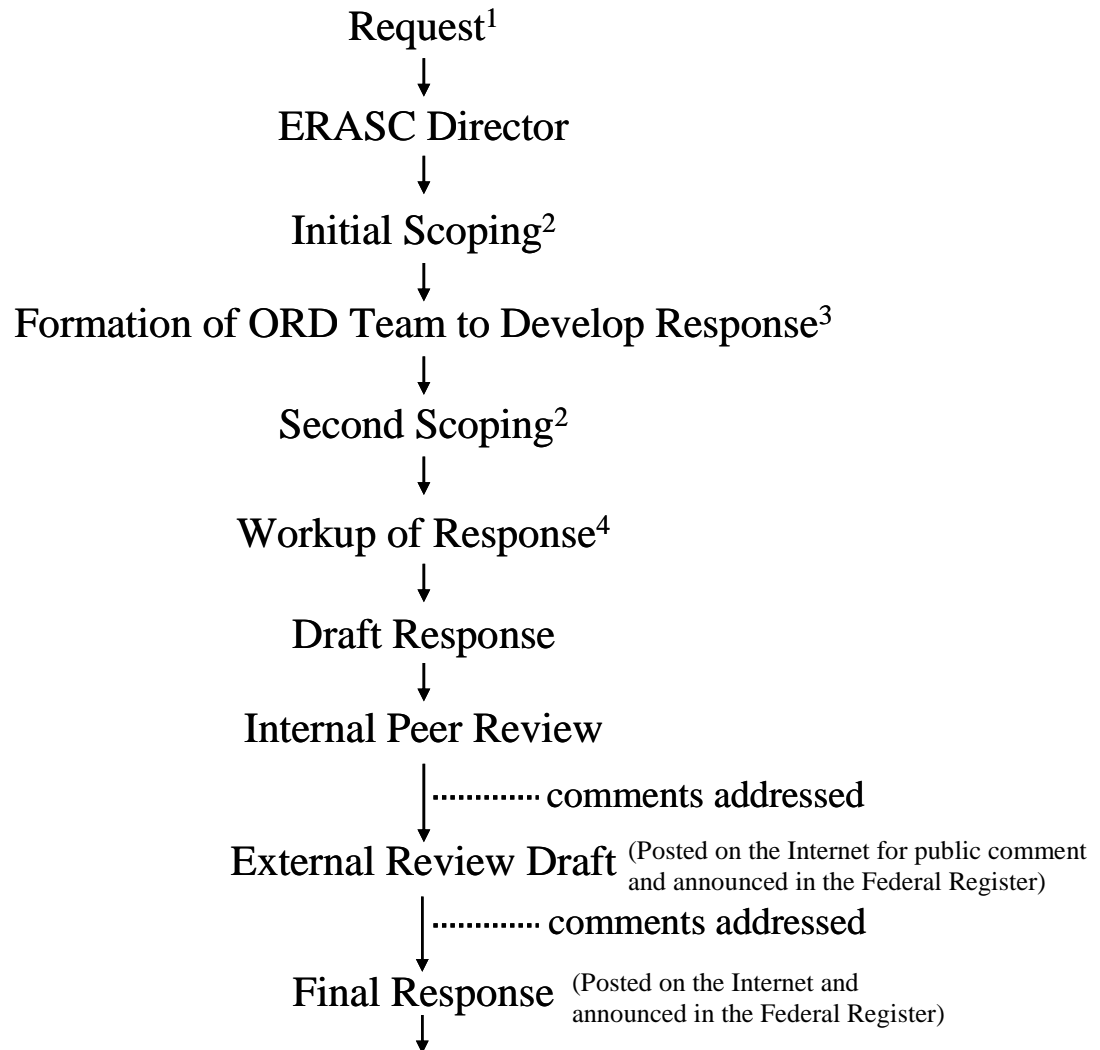 Request¹
ERASC Director
Initial Scoping²
Formation of ORD Team to Develop Response³
Second Scoping²
Workup of Response⁴
Draft Response
Internal Peer Review
comments addressed
External Review Draft (Posted on the Internet for public comment
and announced in the Federal Register)
comments addressed
Final Response (Posted on the Internet and
announced in the Federal Register)